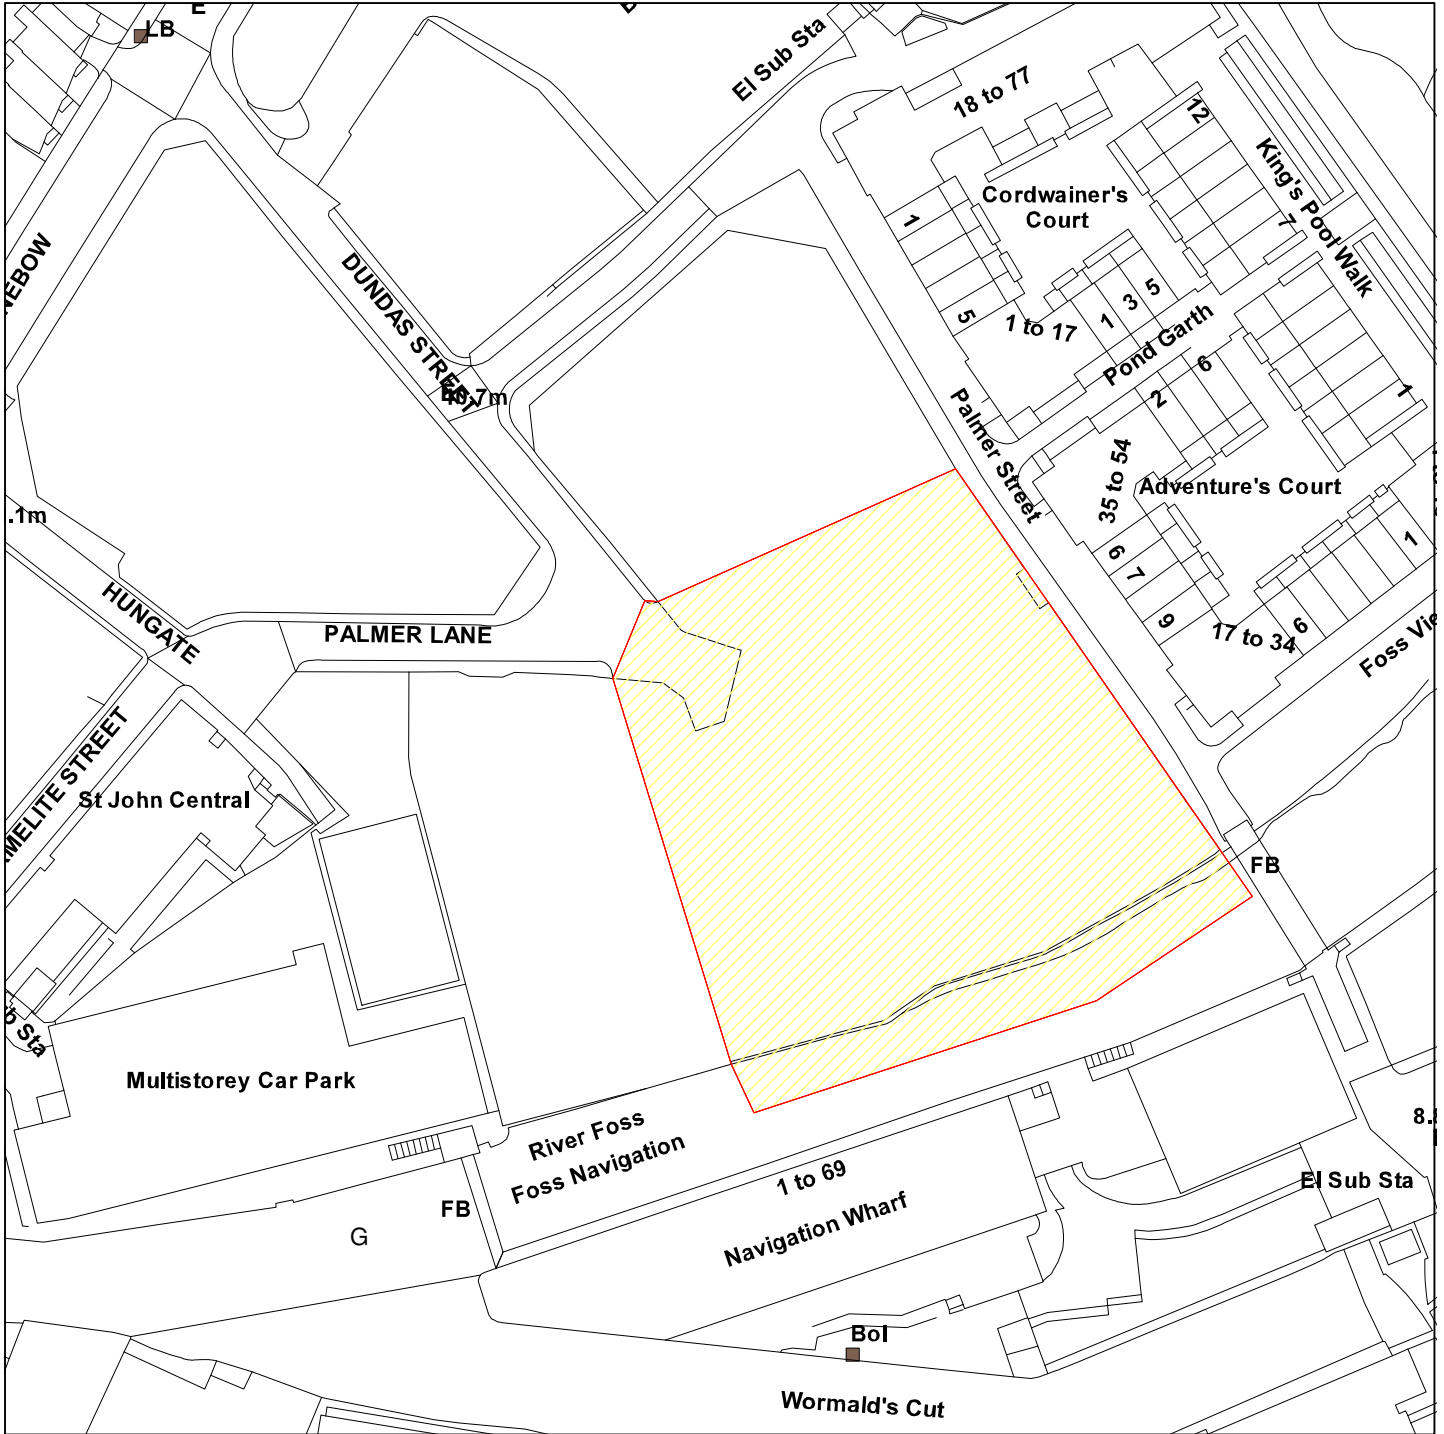 LB
E
El Sub Sta
18 to 77
12
King's Pool Walk
7
Cordwainer's
Court
1
5
1 to 17
1
3
5
Pond Garth
2
6
1
DUNDAS STREET
Palmer Street
35 to 54
Adventure's Court
6
7
9
17 to 34
6
1
.1m
HUNGATE
PALMER LANE
St John Central
FB
Multistorey Car Park
River Foss
Foss Navigation
1 to 69
Navigation Wharf
FB
G
El Sub Sta
Bol
Wormald's Cut